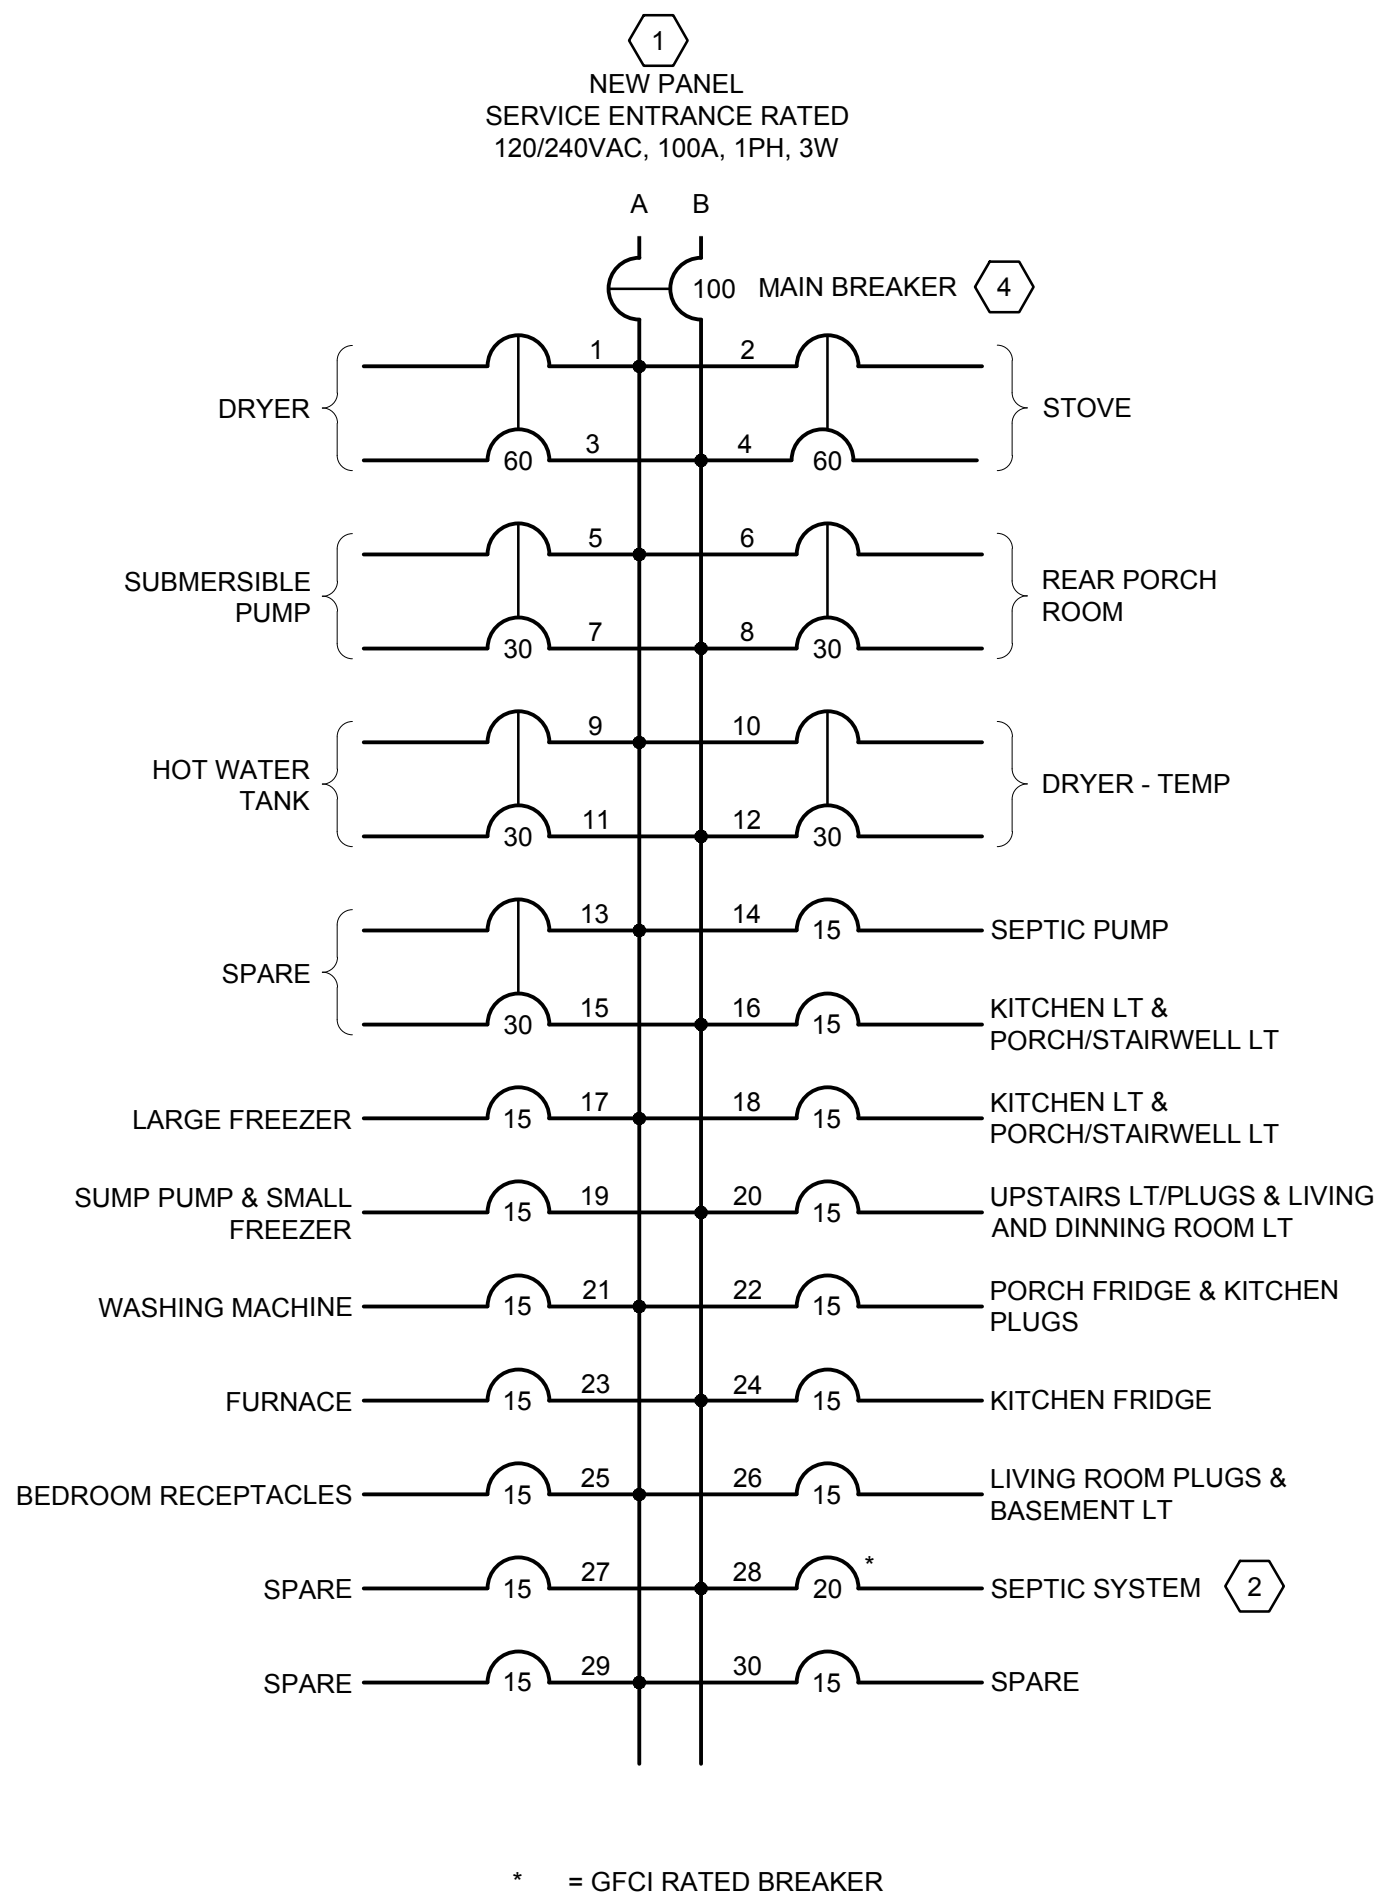 1
NEW PANEL
SERVICE ENTRANCE RATED
120/240VAC, 100A, 1PH, 3W
A B
100 MAIN BREAKER 4
1 2
DRYER STOVE
3 4
60 60
5 6
SUBMERSIBLE
PUMP
REAR PORCH
ROOM
7 8
30 30
9 10
HOT WATER
TANK
DRYER - TEMP
11 12
30 30
13 14
15 SEPTIC PUMP
SPARE
15 16
30 15
KITCHEN LT &
PORCH/STAIRWELL LT
17 18
LARGE FREEZER 15 15
KITCHEN LT &
PORCH/STAIRWELL LT
19 20
SUMP PUMP & SMALL
FREEZER
15 15
UPSTAIRS LT/PLUGS & LIVING
AND DINNING ROOM LT
21 22
WASHING MACHINE 15 15
PORCH FRIDGE & KITCHEN
PLUGS
23 24
FURNACE 15 15 KITCHEN FRIDGE
25 26
BEDROOM RECEPTACLES 15 15
LIVING ROOM PLUGS &
BASEMENT LT
27 28 *
SPARE 15 20 SEPTIC SYSTEM 2
29 30
SPARE 15 15 SPARE
* = GFCI RATED BREAKER